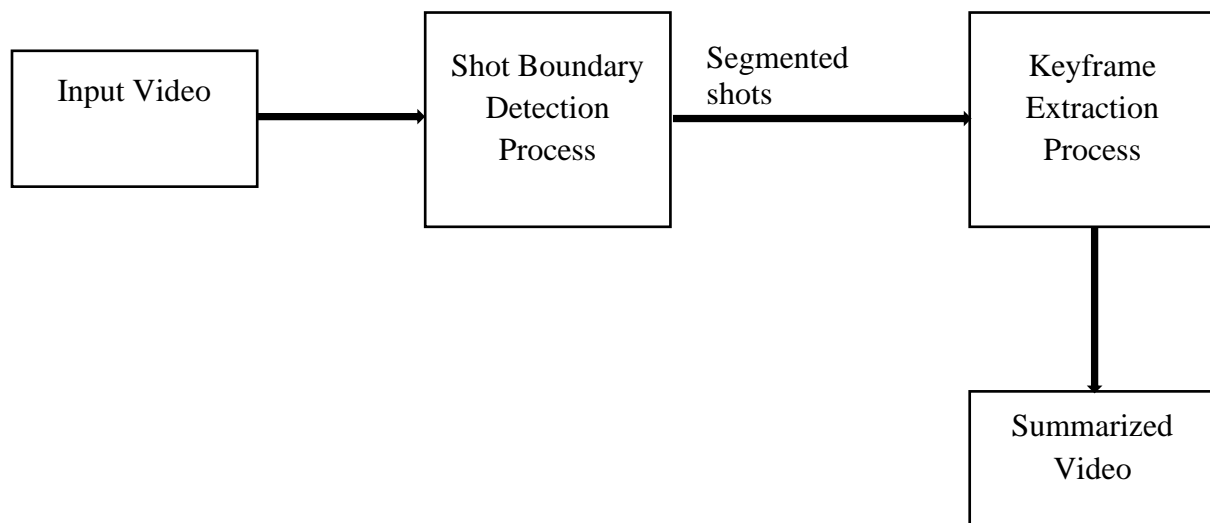 Input Video
Shot Boundary
Detection
Process
Segmented
shots
Keyframe
Extraction
Process
Summarized
Video